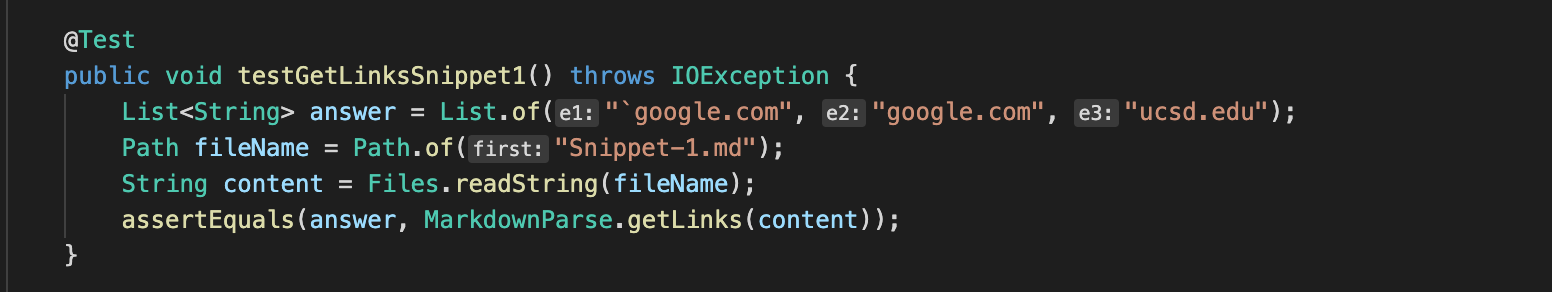 @Test
public void testGetLinksSnippet1() throws IOException {
    List<String> answer = List.of(e1: "`google.com", e2: "google.com", e3: "ucsd.edu");
    Path fileName = Path.of(first: "Snippet-1.md");
    String content = Files.readString(fileName);
    assertEquals(answer, MarkdownParse.getLinks(content));
}